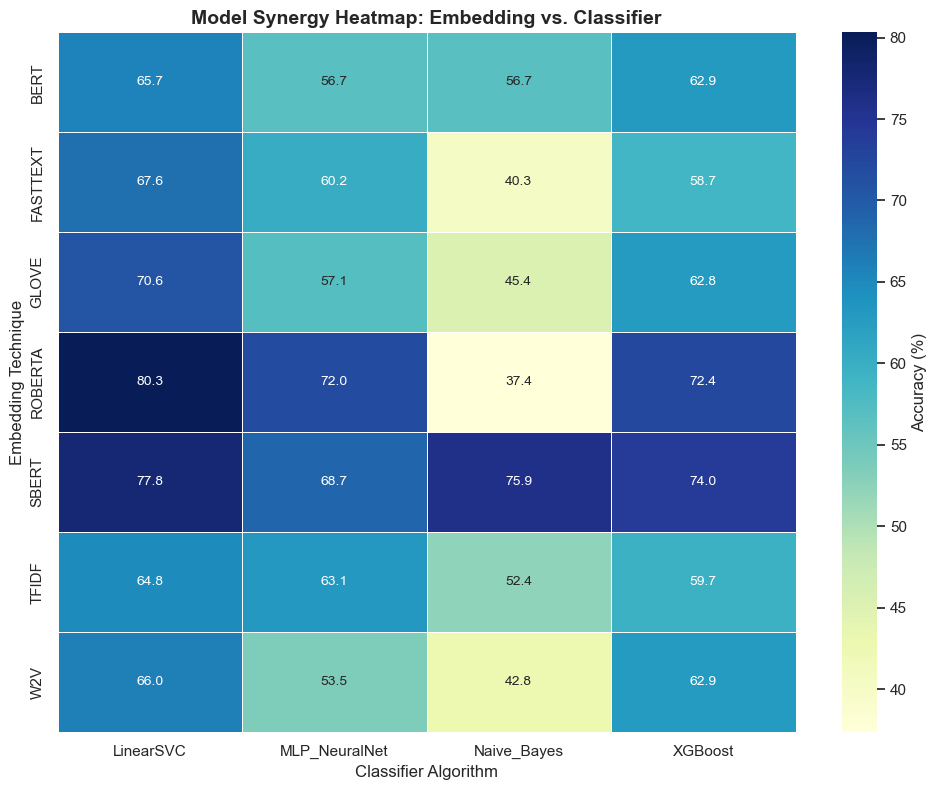 Model Synergy Heatmap: Embedding vs. Classifier
Embedding Technique
BERT
65.7 56.7 56.7 62.9
FASTTEXT
67.6 60.2 40.3 58.7
GLOVE
70.6 57.1 45.4 62.8
ROBERTA
80.3 72.0 37.4 72.4
SBERT
77.8 68.7 75.9 74.0
TFIDF
64.8 63.1 52.4 59.7
W2V
66.0 53.5 42.8 62.9
LinearSVC MLP_NeuralNet Naive_Bayes XGBoost
Classifier Algorithm
80
75
70
65
60
55
50
45
40
Accuracy (%)